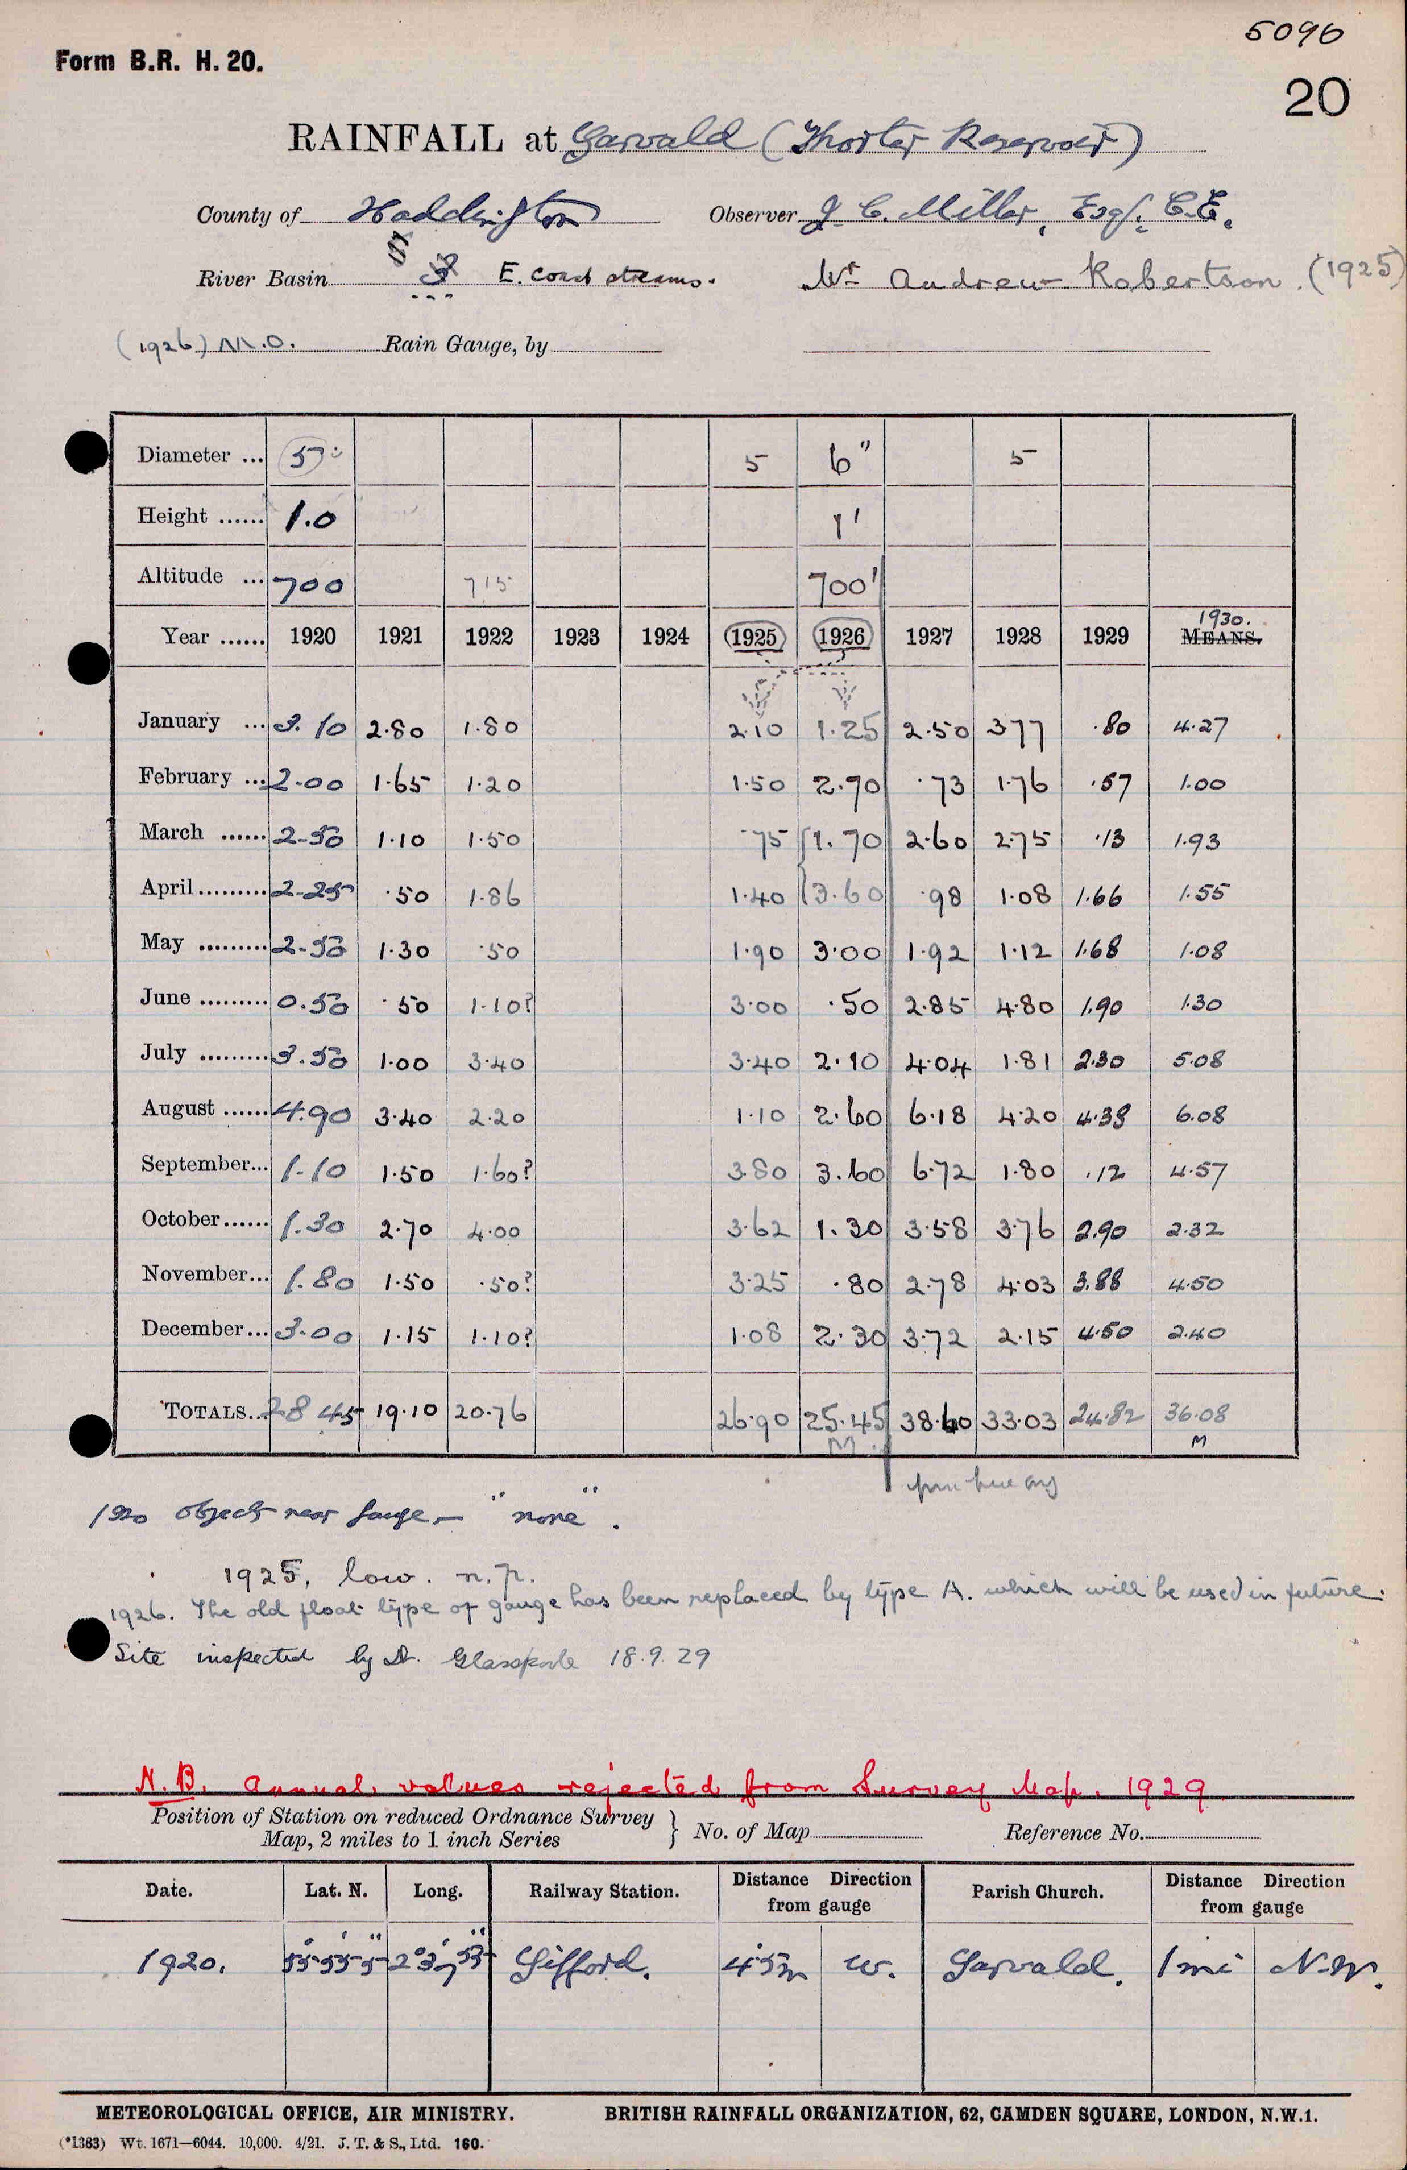 5096
Form B.R. H. 20.
20
RAINFALL at Garvald (Thorter Reservoir)
County of Haddington Observer J. C. Miller, Esq., C.E.
River Basin E. Coast streams. Mr Andrew Robertson (1925)
(1926) M.O. Rain Gauge, by
Diameter ... 5" 5 6" 5
Height ...... 1.0 1'
Altitude ... 700 715 700'
1930.
Year ...... 1920 1921 1922 1923 1924 1925 1926 1927 1928 1929 MEANS.
January ... 3.10 2.80 1.80 2.10 1.25 2.50 3.77 .80 4.27
February ... 2.00 1.65 1.20 1.50 2.70 .73 1.76 .57 1.00
March ...... 2.50 1.10 1.50 .75 1.70 2.60 2.75 .13 1.93
April ......... 2.25 .50 1.86 1.40 3.60 .98 1.08 1.66 1.55
May ......... 2.50 1.30 .50 1.90 3.00 1.92 1.12 1.68 1.08
June ......... 0.50 .50 1.10? 3.00 .50 2.85 4.80 1.90 1.30
July ......... 3.50 1.00 3.40 3.40 2.10 4.04 1.81 2.30 5.08
August ...... 4.90 3.40 2.20 1.10 2.60 6.18 4.20 4.38 6.08
September... 1.10 1.50 1.60? 3.80 3.60 6.72 1.80 .12 4.57
October...... 1.30 2.70 4.00 3.62 1.30 3.58 3.76 2.90 2.32
November... 1.80 1.50 .50? 3.25 .80 2.78 4.03 3.88 4.50
December... 3.00 1.15 1.10? 1.08 2.30 3.72 2.15 4.50 2.40
TOTALS... 28.45 19.10 20.76 26.90 25.45 38.60 33.03 24.82 36.08
M M
1920 objects near gauge — "none".
1925, low. n.p.
1926. The old float type of gauge has been replaced by type A. which will be used in future.
Site inspected by Dr. Glasspoole 18.9.29
N.B. Annual values rejected from Survey Map. 1929
Position of Station on reduced Ordnance Survey
Map, 2 miles to 1 inch Series } No. of Map Reference No.
Date. Lat. N. Long. Railway Station. Distance Direction from gauge Parish Church. Distance Direction from gauge
1920. 55° 55' 5" Gifford. W. Garvald. 1 mi N.W.
METEOROLOGICAL OFFICE, AIR MINISTRY. BRITISH RAINFALL ORGANIZATION, 62, CAMDEN SQUARE, LONDON, N.W.1.
(*1383) Wt. 1671—6044. 10,000. 4/21. J. T. & S., Ltd. 160.